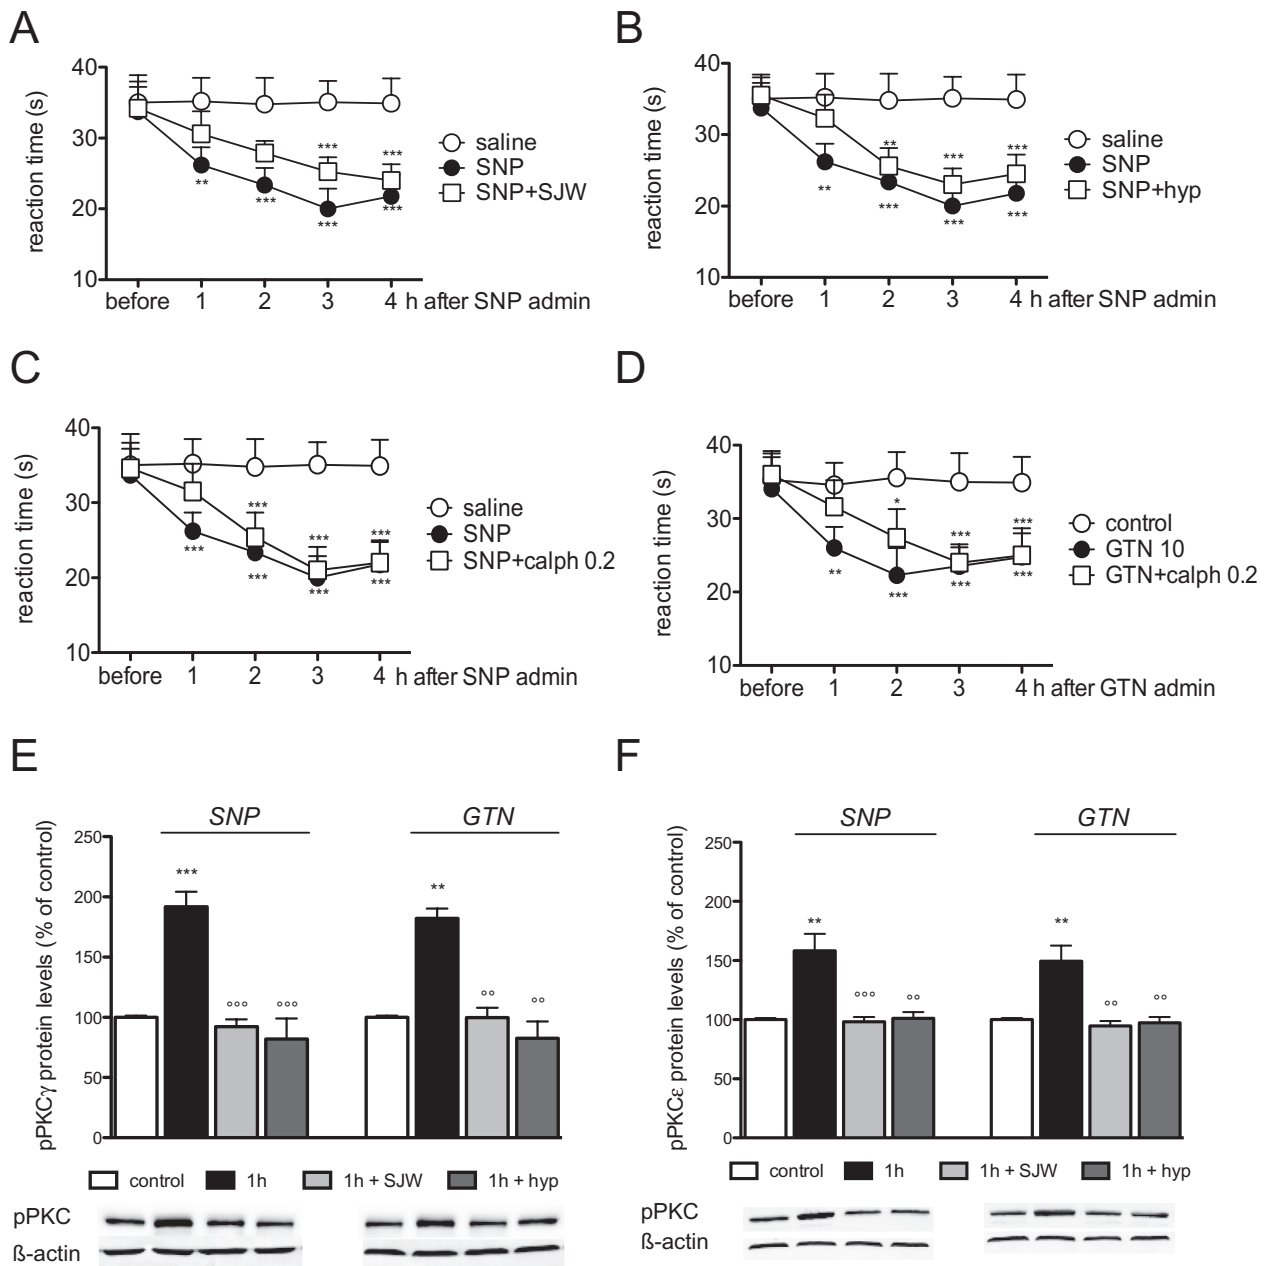 A
reaction time (s)
40
30
20
10
before 1 2 3 4 h after SNP admin
saline
SNP
SNP+SJW
***
***
**
***
***
***
B
reaction time (s)
40
30
20
10
before 1 2 3 4 h after SNP admin
saline
SNP
SNP+hyp
**
***
***
**
***
***
***
C
reaction time (s)
40
30
20
10
before 1 2 3 4 h after SNP admin
saline
SNP
SNP+calph 0.2
***
***
***
***
***
***
***
D
reaction time (s)
40
30
20
10
before 1 2 3 4 h after GTN admin
control
GTN 10
GTN+calph 0.2
*
***
***
**
***
***
***
E
SNP GTN
pPKCγ protein levels (% of control)
250
200
150
100
50
0
***
°°°
°°°
**
°°
°°
control 1h 1h + SJW 1h + hyp
pPKC
ß-actin
F
SNP GTN
pPKCε protein levels (% of control)
250
200
150
100
50
0
**
°°°
°°
**
°°
°°
control 1h 1h + SJW 1h + hyp
pPKC
ß-actin